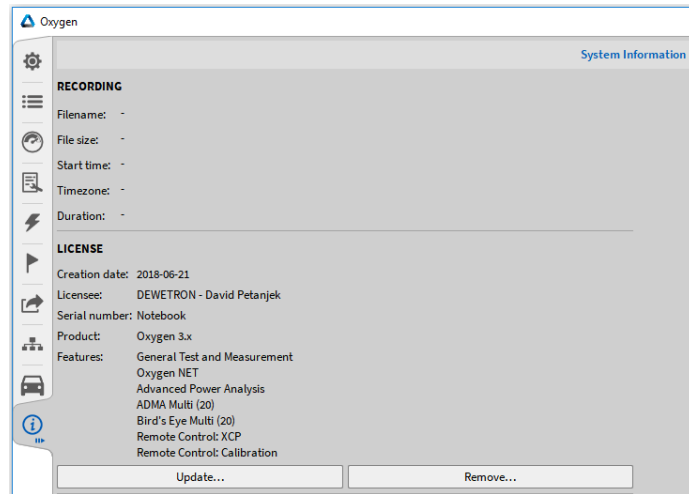 Oxygen
System Information
RECORDING
Filename: -
File size: -
Start time: -
Timezone: -
Duration: -
LICENSE
Creation date: 2018-06-21
Licensee: DEWETRON - David Petanjek
Serial number: Notebook
Product: Oxygen 3.x
Features: General Test and Measurement
Oxygen NET
Advanced Power Analysis
ADMA Multi (20)
Bird's Eye Multi (20)
Remote Control: XCP
Remote Control: Calibration
Update... Remove...